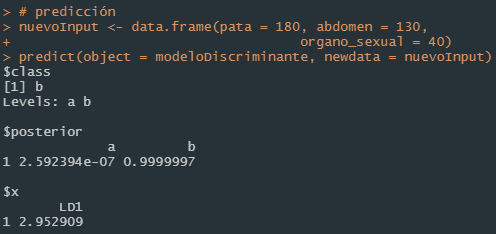 > # predicción
> nuevoInput <- data.frame(pata = 180, abdomen = 130,
+                                    organo_sexual = 40)
> predict(object = modeloDiscriminante, newdata = nuevoInput)
$class
[1] b
Levels: a b

$posterior
             a         b
1 2.592394e-07 0.9999997

$x
       LD1
1 2.952909